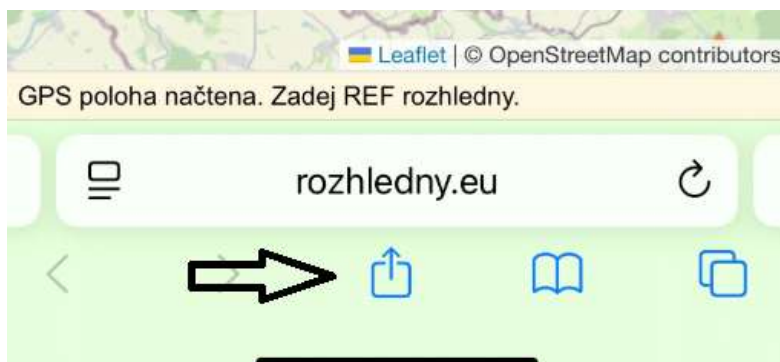 Leaflet | © OpenStreetMap contributors
GPS poloha načtena. Zadej REF rozhledny.
rozhledny.eu